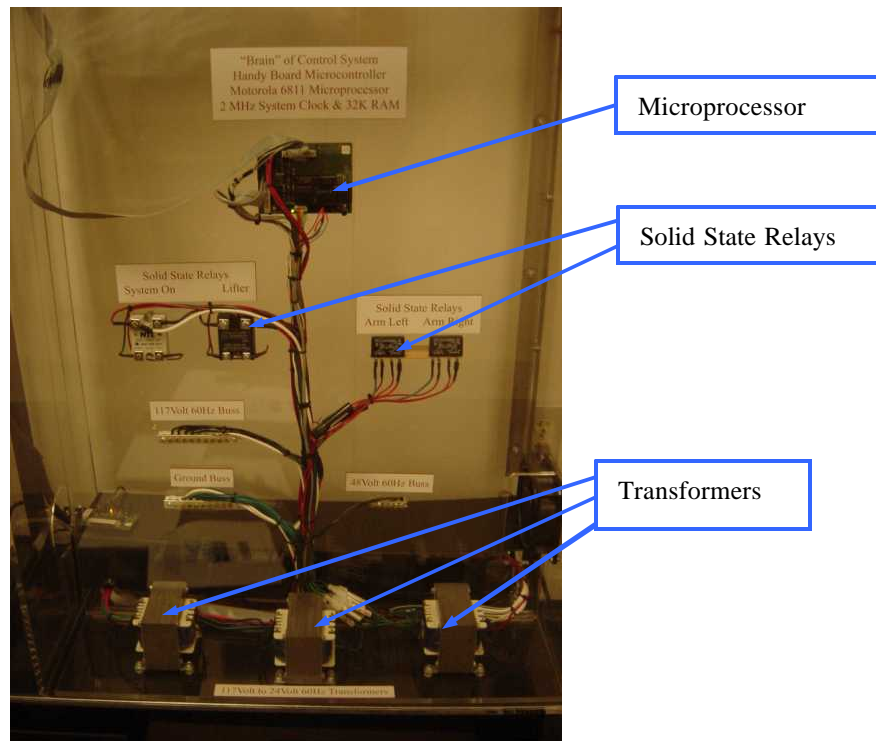 "Brain" of Control System
Handy Board Microcontroller
Motorola 6811 Microprocessor
2 MHz System Clock & 32K RAM
Microprocessor
Solid State Relays
Solid State Relays
System On Lifter
Solid State Relays
Arm Left Arm Right
117Volt 60Hz Buss
Ground Buss
48Volt 60Hz Buss
Transformers
117Volt to 24Volt 60Hz Transformers